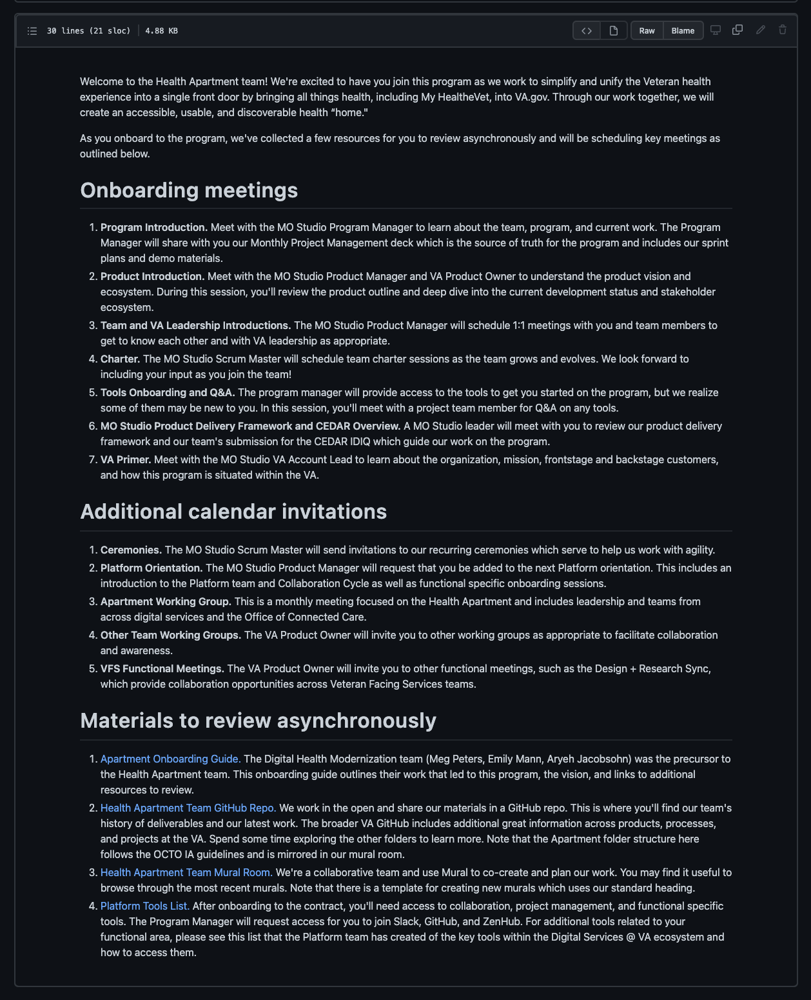 30 lines (21 sloc) 4.88 KB
Raw Blame
Welcome to the Health Apartment team! We're excited to have you join this program as we work to simplify and unify the Veteran health
experience into a single front door by bringing all things health, including My HealtheVet, into VA.gov. Through our work together, we will
create an accessible, usable, and discoverable health “home."
As you onboard to the program, we've collected a few resources for you to review asynchronously and will be scheduling key meetings as
outlined below.
Onboarding meetings
1. Program Introduction. Meet with the MO Studio Program Manager to learn about the team, program, and current work. The Program
Manager will share with you our Monthly Project Management deck which is the source of truth for the program and includes our sprint
plans and demo materials.
2. Product Introduction. Meet with the MO Studio Product Manager and VA Product Owner to understand the product vision and
ecosystem. During this session, you'll review the product outline and deep dive into the current development status and stakeholder
ecosystem.
3. Team and VA Leadership Introductions. The MO Studio Product Manager will schedule 1:1 meetings with you and team members to
get to know each other and with VA leadership as appropriate.
4. Charter. The MO Studio Scrum Master will schedule team charter sessions as the team grows and evolves. We look forward to
including your input as you join the team!
5. Tools Onboarding and Q&A. The program manager will provide access to the tools to get you started on the program, but we realize
some of them may be new to you. In this session, you'll meet with a project team member for Q&A on any tools.
6. MO Studio Product Delivery Framework and CEDAR Overview. A MO Studio leader will meet with you to review our product delivery
framework and our team's submission for the CEDAR IDIQ which guide our work on the program.
7. VA Primer. Meet with the MO Studio VA Account Lead to learn about the organization, mission, frontstage and backstage customers,
and how this program is situated within the VA.
Additional calendar invitations
1. Ceremonies. The MO Studio Scrum Master will send invitations to our recurring ceremonies which serve to help us work with agility.
2. Platform Orientation. The MO Studio Product Manager will request that you be added to the next Platform orientation. This includes an
introduction to the Platform team and Collaboration Cycle as well as functional specific onboarding sessions.
3. Apartment Working Group. This is a monthly meeting focused on the Health Apartment and includes leadership and teams from
across digital services and the Office of Connected Care.
4. Other Team Working Groups. The VA Product Owner will invite you to other working groups as appropriate to facilitate collaboration
and awareness.
5. VFS Functional Meetings. The VA Product Owner will invite you to other functional meetings, such as the Design + Research Sync,
which provide collaboration opportunities across Veteran Facing Services teams.
Materials to review asynchronously
1. Apartment Onboarding Guide. The Digital Health Modernization team (Meg Peters, Emily Mann, Aryeh Jacobsohn) was the precursor to
the Health Apartment team. This onboarding guide outlines their work that led to this program, the vision, and links to additional
resources to review.
2. Health Apartment Team GitHub Repo. We work in the open and share our materials in a GitHub repo. This is where you'll find our team's
history of deliverables and our latest work. The broader VA GitHub includes additional great information across products, processes,
and projects at the VA. Spend some time exploring the other folders to learn more. Note that the Apartment folder structure here
follows the OCTO IA guidelines and is mirrored in our mural room.
3. Health Apartment Team Mural Room. We're a collaborative team and use Mural to co-create and plan our work. You may find it useful to
browse through the most recent murals. Note that there is a template for creating new murals which uses our standard heading.
4. Platform Tools List. After onboarding to the contract, you'll need access to collaboration, project management, and functional specific
tools. The Program Manager will request access for you to join Slack, GitHub, and ZenHub. For additional tools related to your
functional area, please see this list that the Platform team has created of the key tools within the Digital Services @ VA ecosystem and
how to access them.